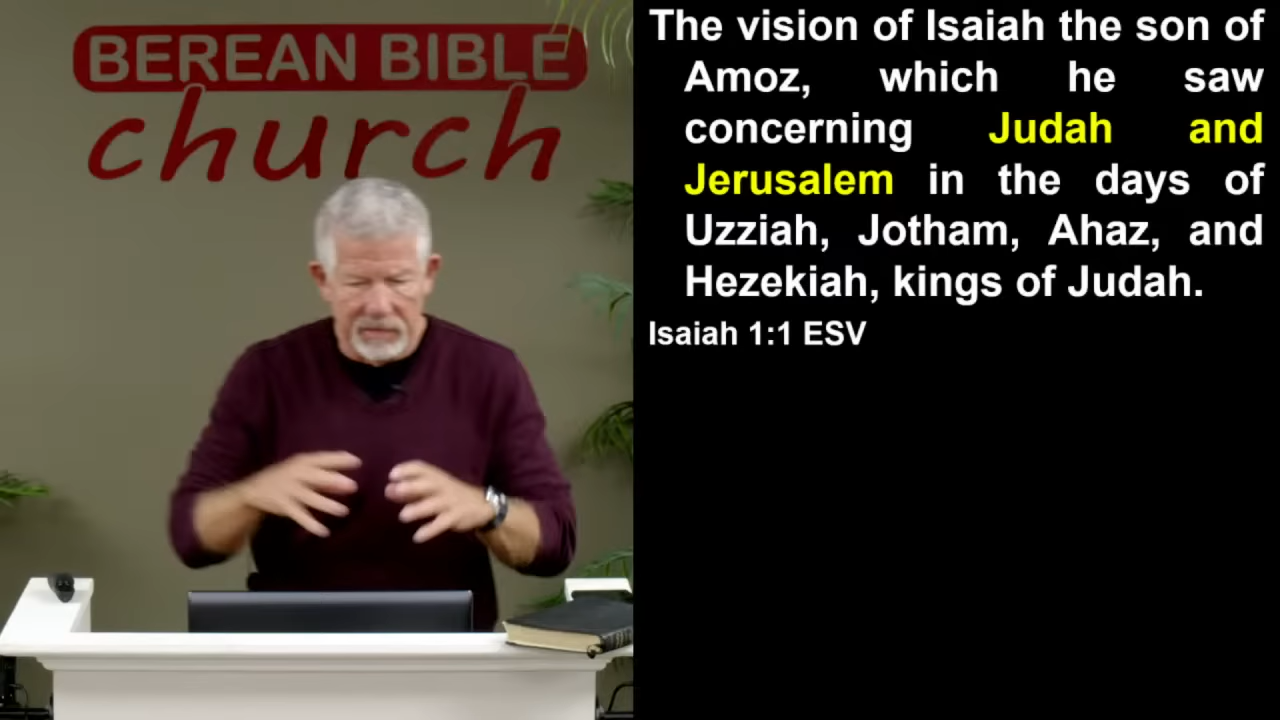 BEREAN BIBLE
church
The vision of Isaiah the son of
Amoz, which he saw
concerning Judah and
Jerusalem in the days of
Uzziah, Jotham, Ahaz, and
Hezekiah, kings of Judah.
Isaiah 1:1 ESV